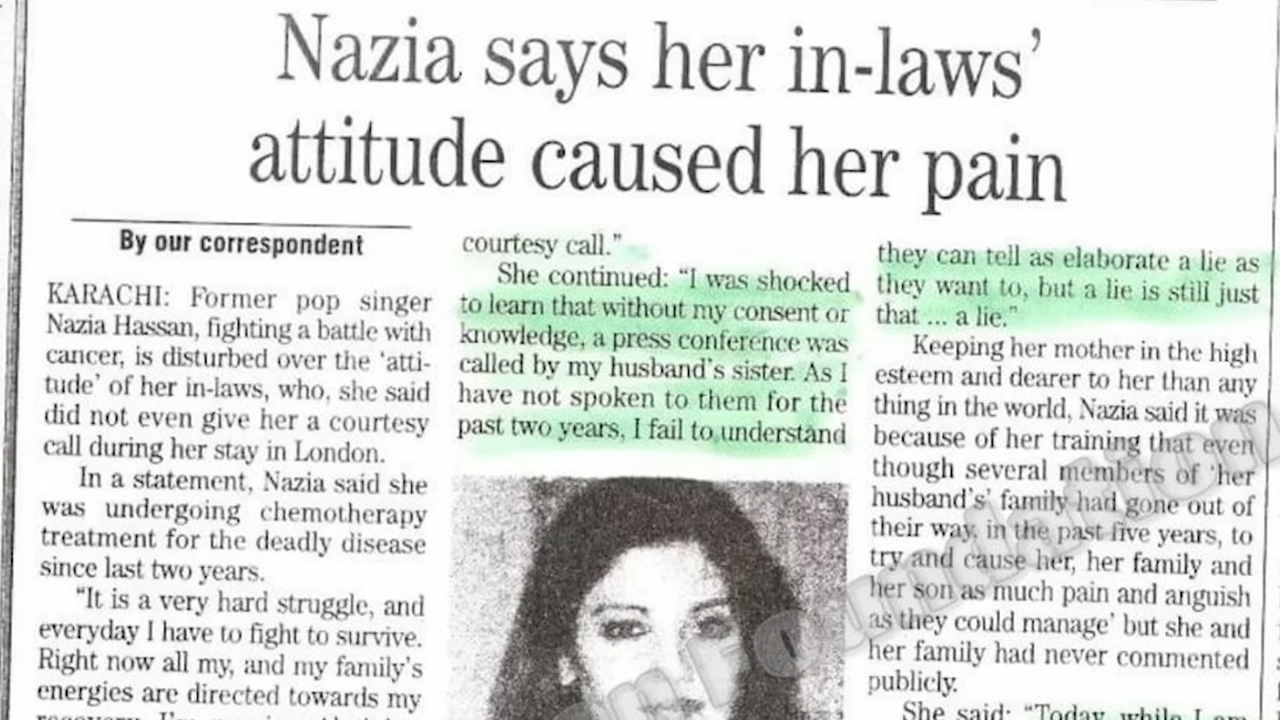 Nazia says her in-laws'
attitude caused her pain
By our correspondent
KARACHI: Former pop singer
Nazia Hassan, fighting a battle with
cancer, is disturbed over the 'atti-
tude' of her in-laws, who, she said
did not even give her a courtesy
call during her stay in London.
In a statement, Nazia said she
was undergoing chemotherapy
treatment for the deadly disease
since last two years.
"It is a very hard struggle, and
everyday I have to fight to survive.
Right now all my, and my family's
energies are directed towards my
courtesy call."
She continued: "I was shocked
to learn that without my consent or
knowledge, a press conference was
called by my husband's sister. As I
have not spoken to them for the
past two years, I fail to understand
they can tell as elaborate a lie as
they want to, but a lie is still just
that ... a lie."
Keeping her mother in the high
esteem and dearer to her than any
thing in the world, Nazia said it was
because of her training that even
though several members of 'her
husband's' family had gone out of
their way, in the past five years, to
try and cause her, her family and
her son as much pain and anguish
as they could manage' but she and
her family had never commented
publicly.
She said: "Today, while I am